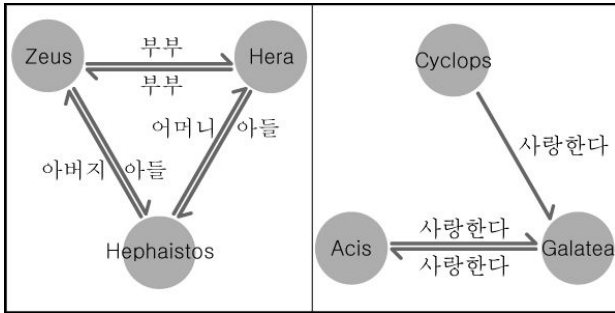 Zeus
부부
Hera
부부
어머니
아들
아버지
아들
Hephaistos
Cyclops
사랑한다
Acis
사랑한다
사랑한다
Galatea